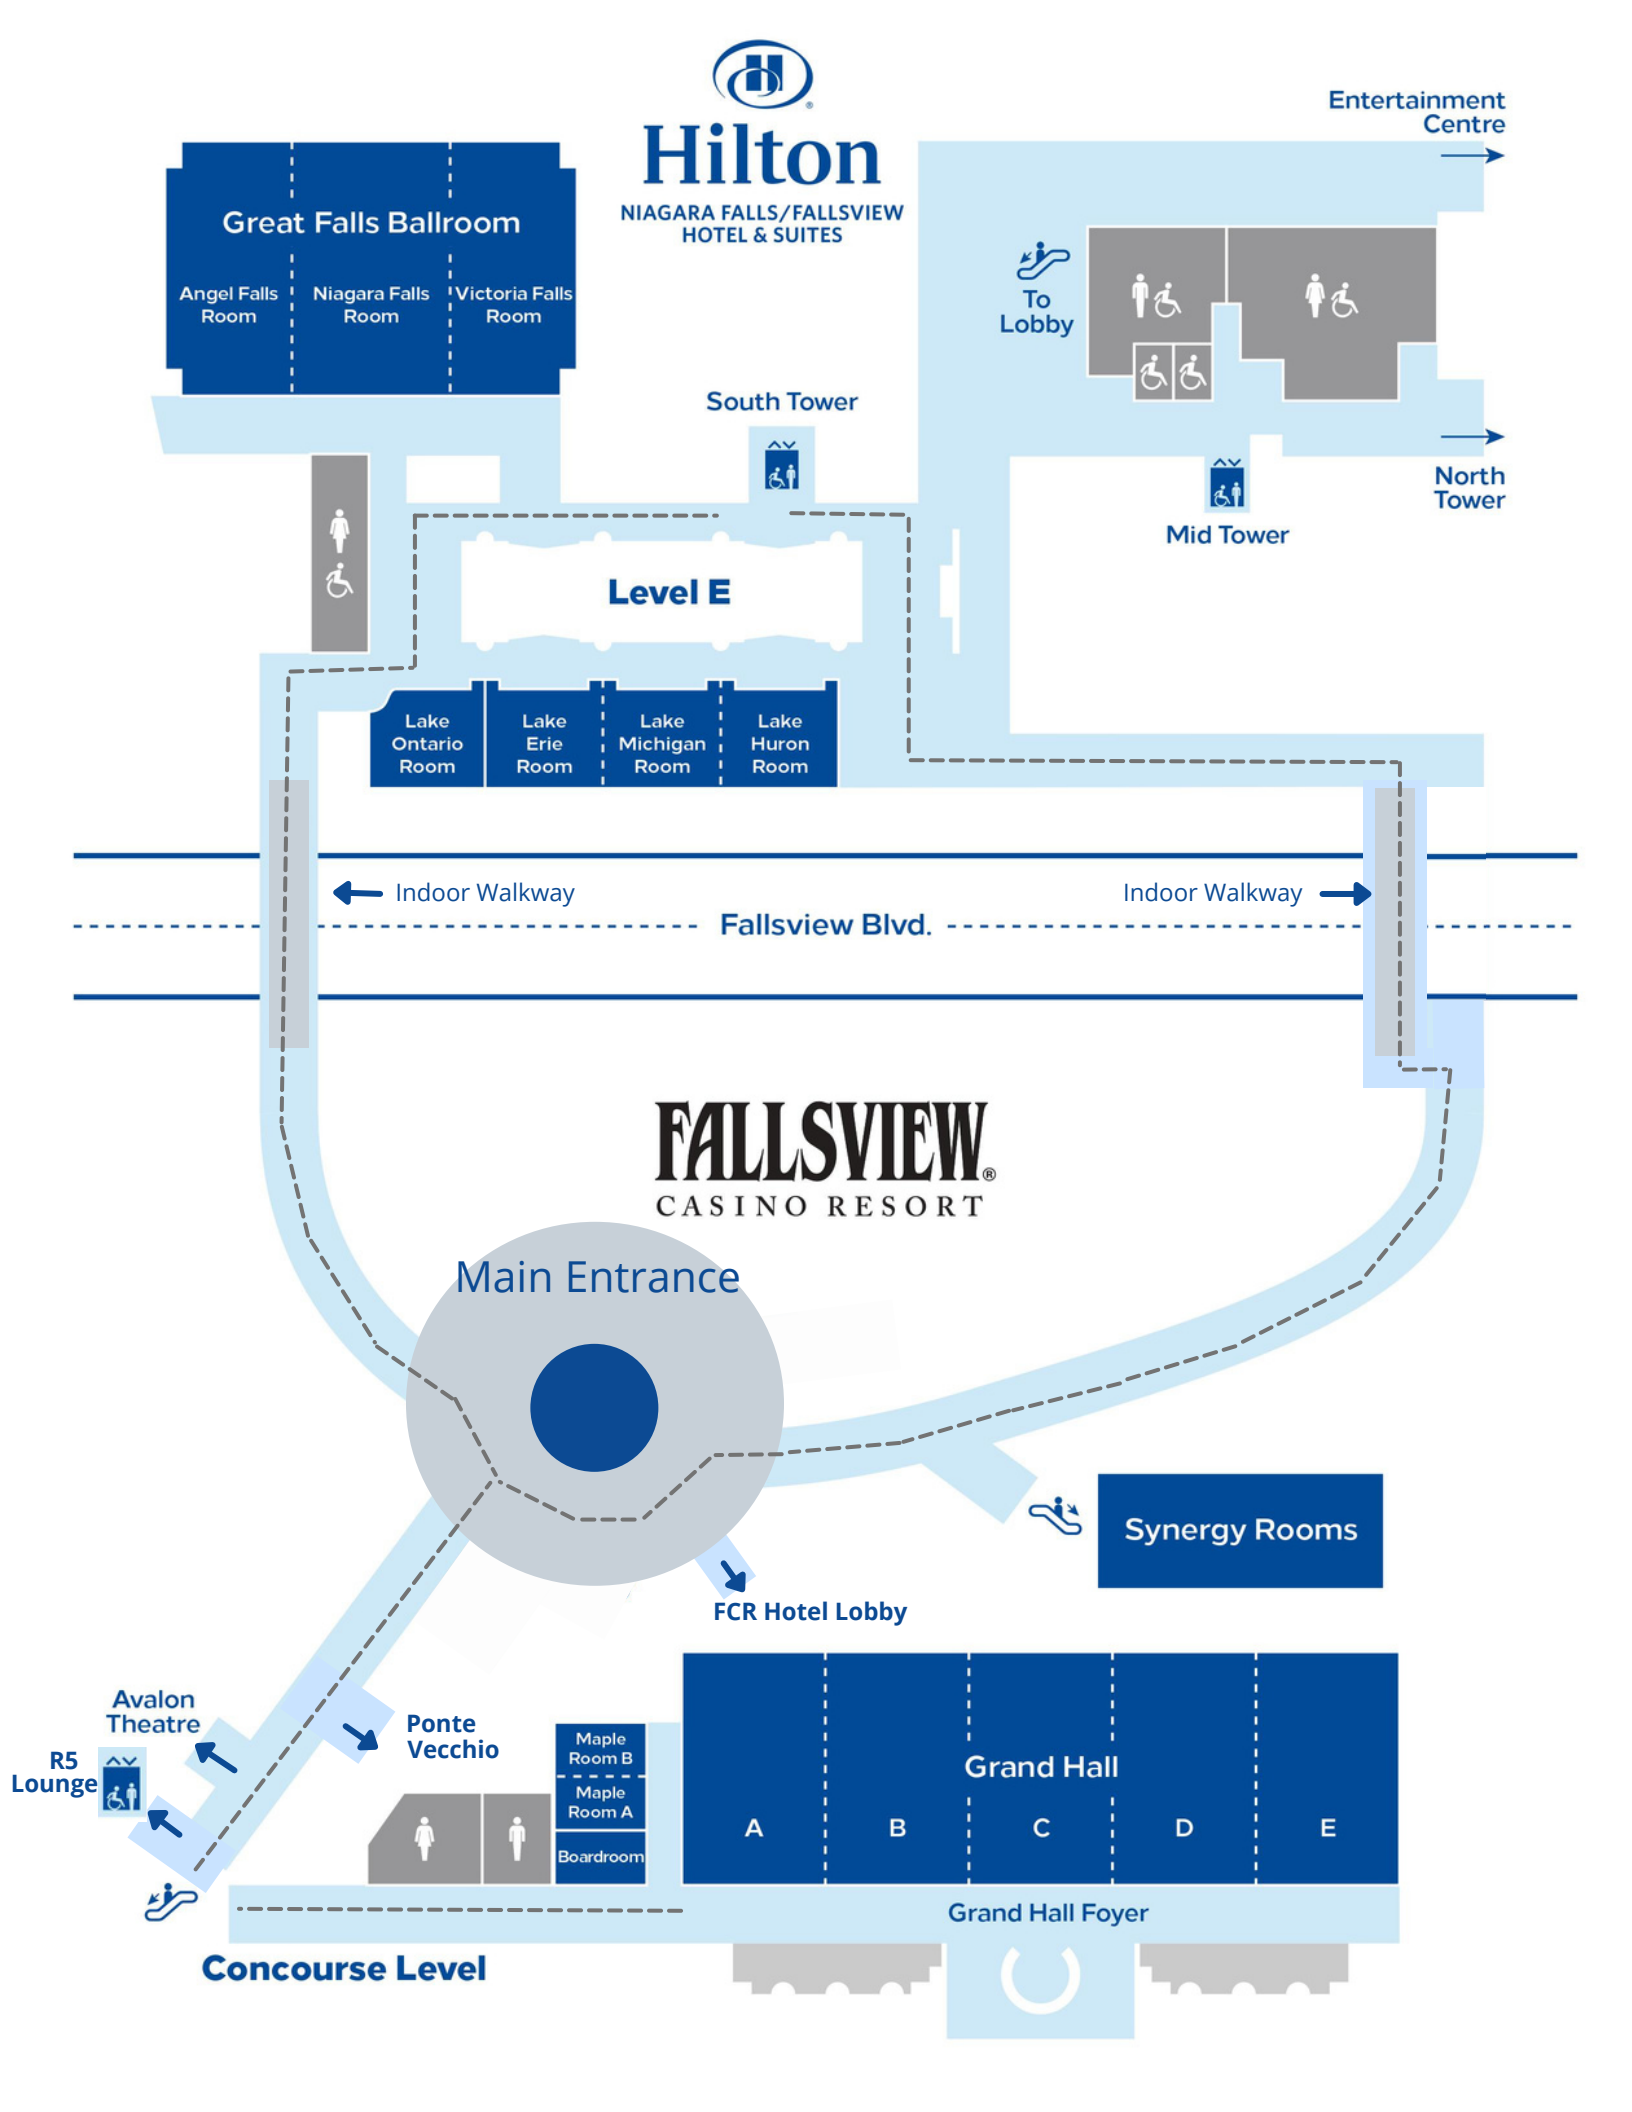 Hilton
NIAGARA FALLS/FALLSVIEW
HOTEL & SUITES
Entertainment
Centre
Great Falls Ballroom
Angel Falls
Room
Niagara Falls
Room
Victoria Falls
Room
To
Lobby
South Tower
North
Tower
Mid Tower
Level E
Lake
Ontario
Room
Lake
Erie
Room
Lake
Michigan
Room
Lake
Huron
Room
Indoor Walkway
Indoor Walkway
Fallsview Blvd.
FALLSVIEW®
CASINO RESORT
Main Entrance
Synergy Rooms
FCR Hotel Lobby
Avalon
Theatre
R5
Lounge
Ponte
Vecchio
Maple
Room B
Maple
Room A
Boardroom
Grand Hall
A
B
C
D
E
Grand Hall Foyer
Concourse Level